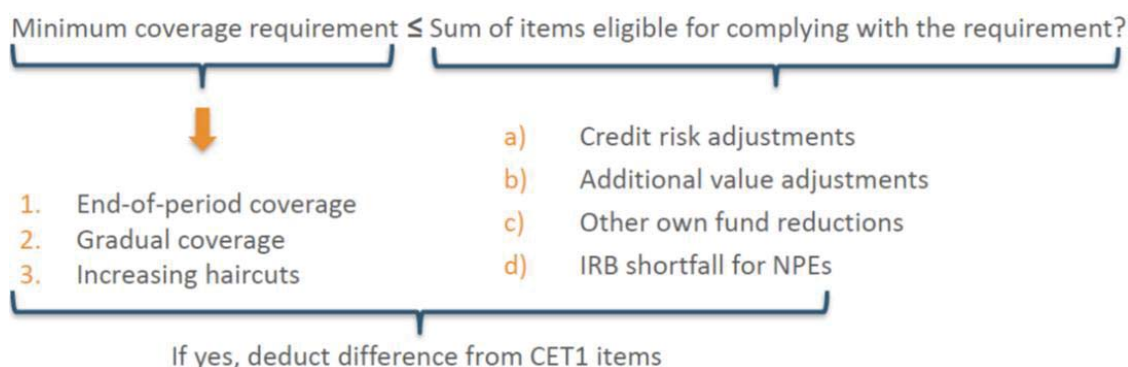 Minimum coverage requirement ≤ Sum of items eligible for complying with the requirement?
1. End-of-period coverage
2. Gradual coverage
3. Increasing haircuts
a) Credit risk adjustments
b) Additional value adjustments
c) Other own fund reductions
d) IRB shortfall for NPEs
If yes, deduct difference from CET1 items